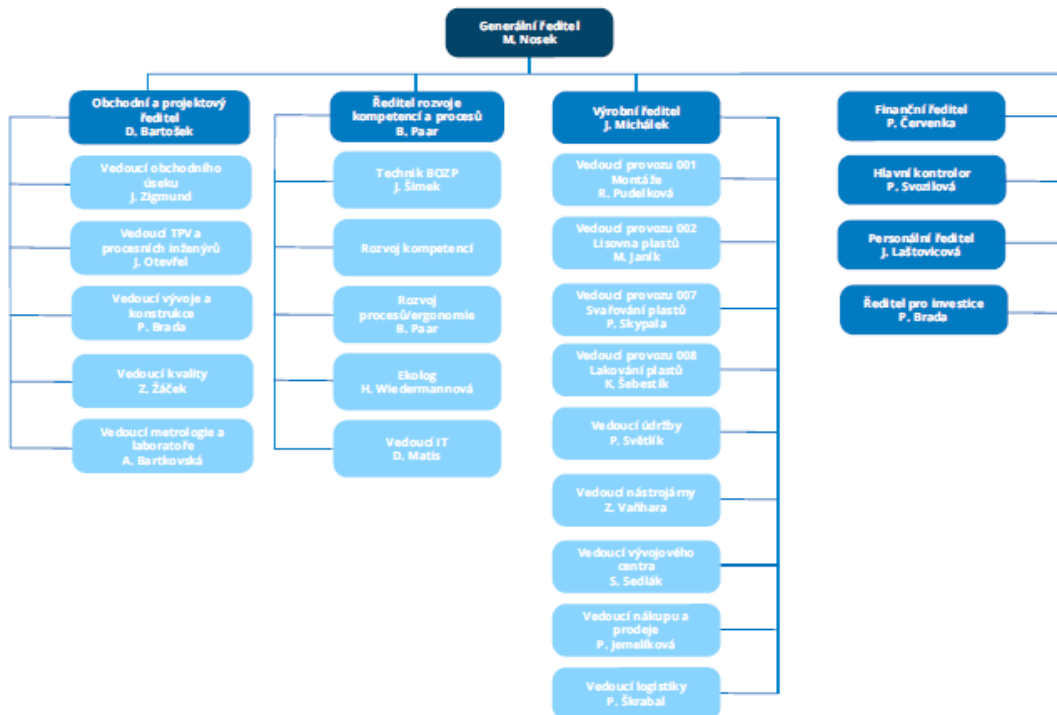 Generální ředitel
M. Nosek
Obchodní a projektový
ředitel
D. Bartošek
Vedoucí obchodního
úseku
J. Zigmund
Vedoucí TPV a
procesních inženýrů
J. Otevřel
Vedoucí vývoje a
konstrukce
P. Brada
Vedoucí kvality
Z. Žáček
Vedoucí metrologie a
laboratoře
A. Bartkovská
Ředitel rozvoje
kompetencí a procesů
B. Paar
Technik BOZP
J. Šimek
Rozvoj kompetencí
Rozvoj
procesů/ergonomie
B. Paar
Ekolog
H. Wiedermannová
Vedoucí IT
D. Matis
Výrobní ředitel
J. Michálek
Vedoucí provozu 001
Montáže
R. Pudelková
Vedoucí provozu 002
Lisovna plastů
M. Janík
Vedoucí provozu 007
Svařování plastů
P. Skypala
Vedoucí provozu 008
Lakování plastů
K. Šebestík
Vedoucí údržby
P. Světlík
Vedoucí nástrojárny
Z. Vaňhara
Vedoucí vývojového
centra
S. Sedlák
Vedoucí nákupu a
prodeje
P. Jemelíková
Vedoucí logistiky
P. Škrabal
Finanční ředitel
P. Červenka
Hlavní kontrolor
P. Svozilová
Personální ředitel
J. Laštovicová
Ředitel pro investice
P. Brada